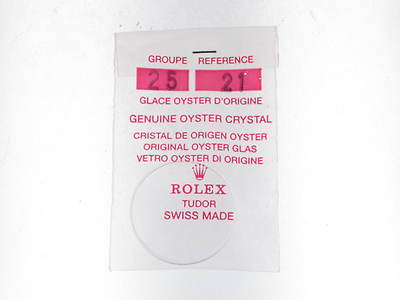 GROUPE REFERENCE
25 21
GLACE OYSTER D'ORIGINE
GENUINE OYSTER CRYSTAL
CRISTAL DE ORIGEN OYSTER
ORIGINAL OYSTER GLAS
VETRO OYSTER DI ORIGINE
ROLEX
TUDOR
SWISS MADE